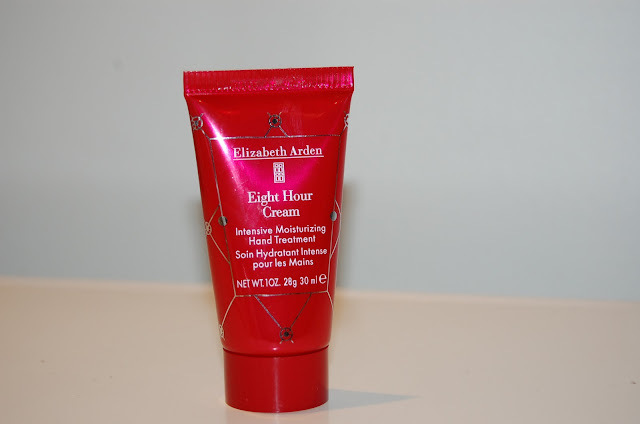 Elizabeth Arden
Eight Hour
Cream
Intensive Moisturizing
Hand Treatment
Soin Hydratant Intense
pour les Mains
NET WT. 1OZ. 28g 30 ml ℮